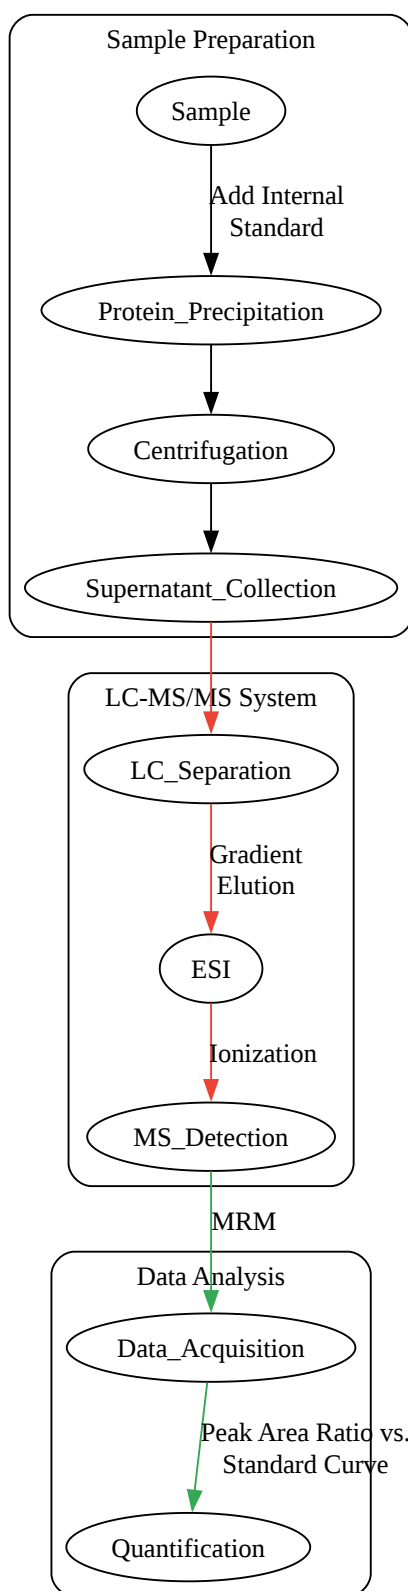 Sample Preparation
Sample
Add Internal
Standard
Protein_Precipitation
Centrifugation
Supernatant_Collection
LC-MS/MS System
LC_Separation
Gradient
Elution
ESI
Ionization
MS_Detection
MRM
Data Analysis
Data_Acquisition
Peak Area Ratio vs.
Standard Curve
Quantification